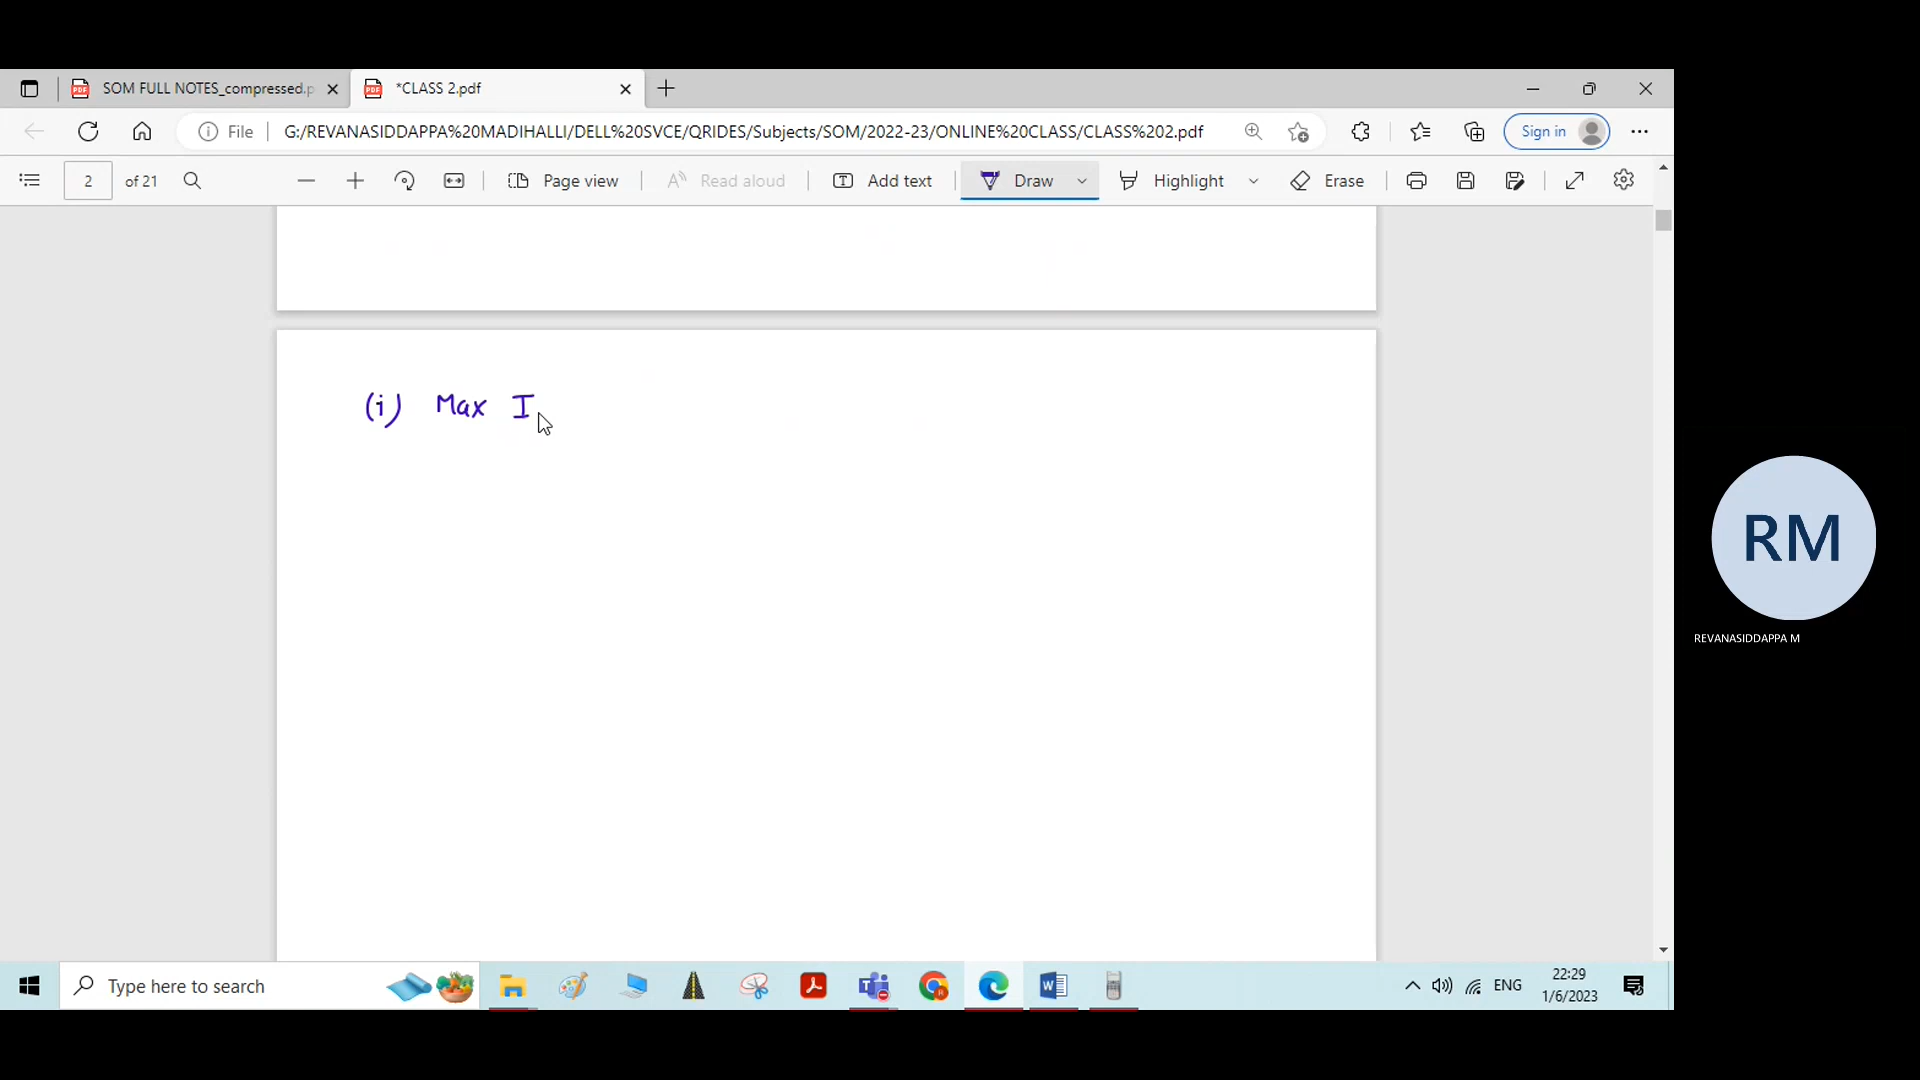 SOM FULL NOTES_compressed.p
*CLASS 2.pdf
File
G:/REVANASIDDAPPA%20MADIHALLI/DELL%20SVCE/QRIDES/Subjects/SOM/2022-23/ONLINE%20CLASS/CLASS%202.pdf
Sign in
2 of 21
Page view
Read aloud
Add text
Draw
Highlight
Erase
(i) Max I
RM
REVANASIDDAPPA M
Type here to search
ENG
22:29
1/6/2023